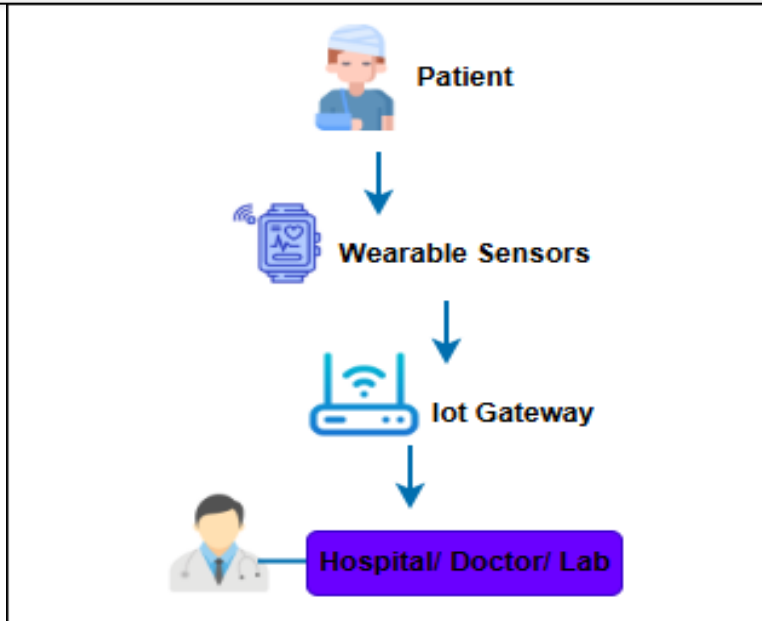 Patient
Wearable Sensors
Iot Gateway
Hospital/ Doctor/ Lab